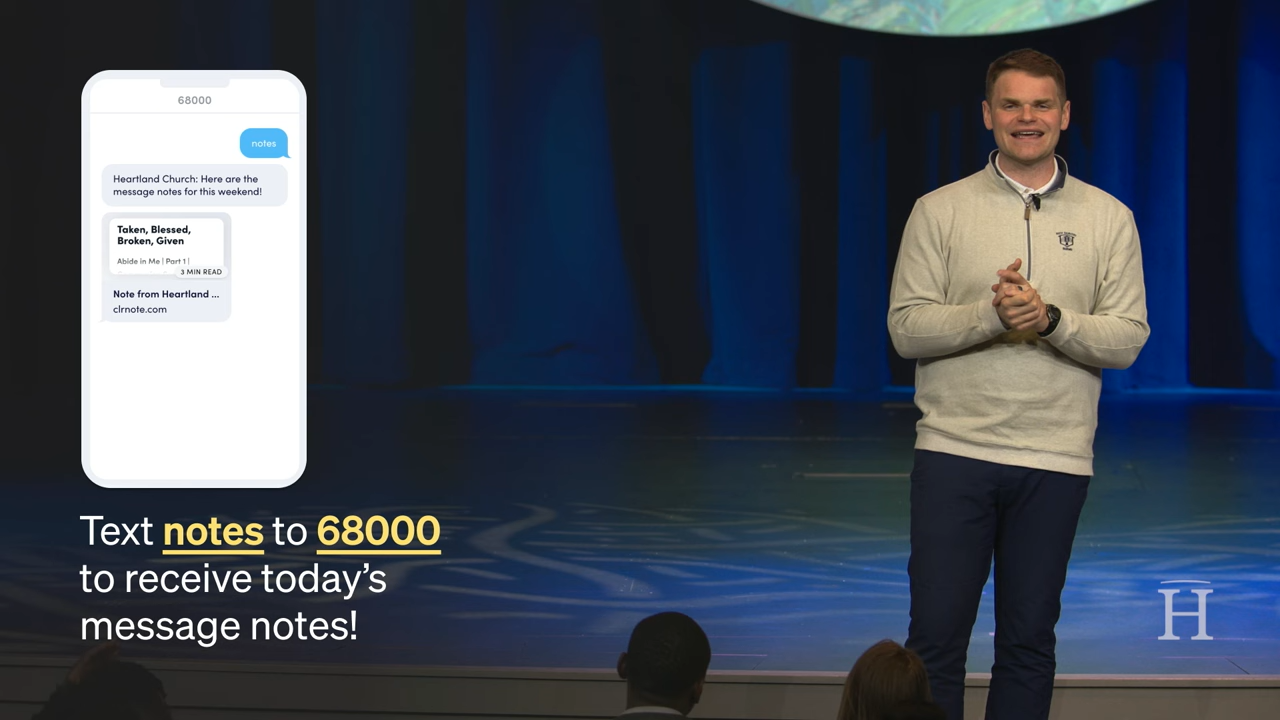 68000
notes
Heartland Church: Here are the
message notes for this weekend!
Taken, Blessed,
Broken, Given
Abide in Me | Part 1 |
3 MIN READ
Note from Heartland ...
clrnote.com
Text notes to 68000
to receive today's
message notes!
H